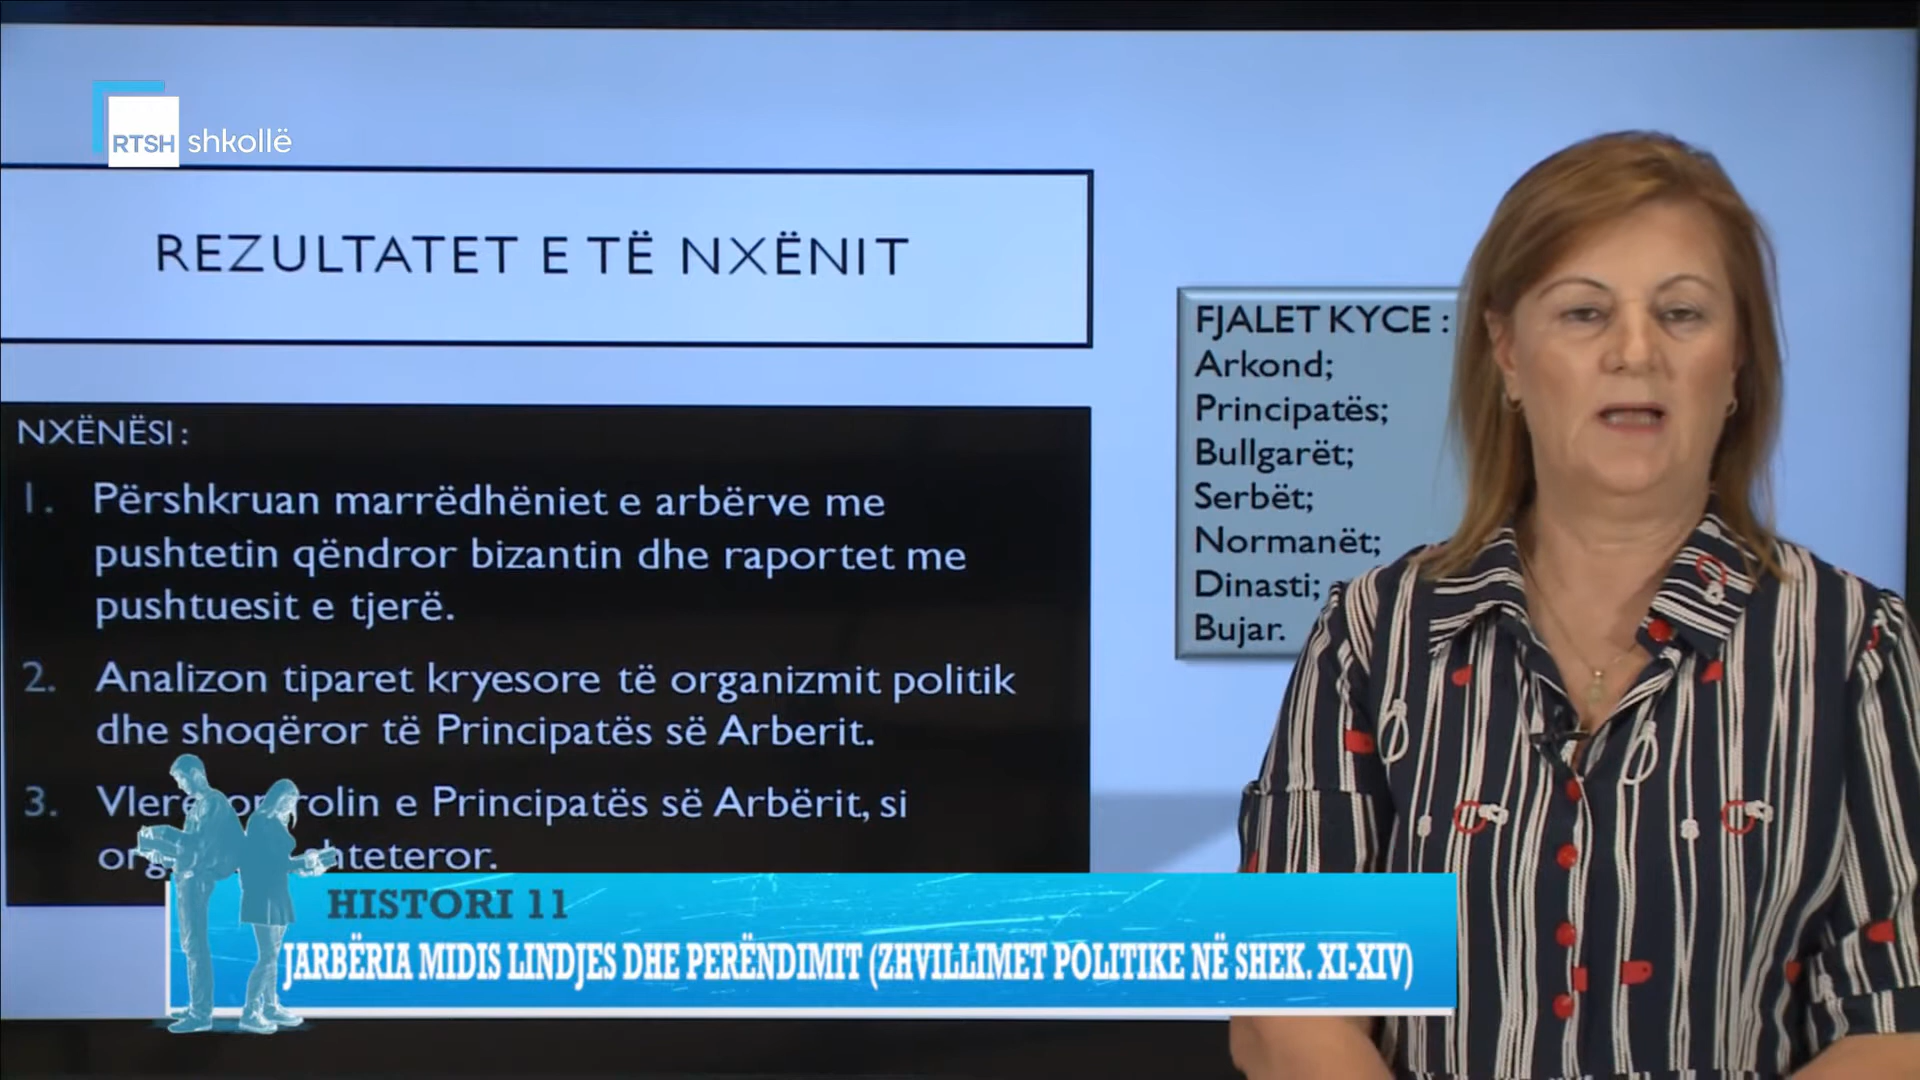 RTSH shkollë
REZULTATET E TË NXËNIT
FJALET KYCE :
Arkond;
Principatës;
Bullgarët;
Serbët;
Normanët;
Dinasti;
Bujar.
NXËNËSI :
1. Përshkruan marrëdhëniet e arbërve me
pushtetin qëndror bizantin dhe raportet me
pushtuesit e tjerë.
2. Analizon tiparet kryesore të organizmit politik
dhe shoqëror të Principatës së Arberit.
3. rolin e Principatës së Arbërit, si
HISTORI 11
JARBËRIA MIDIS LINDJES DHE PERËNDIMIT (ZHVILLIMET POLITIKE NË SHEK. XI-XIV)